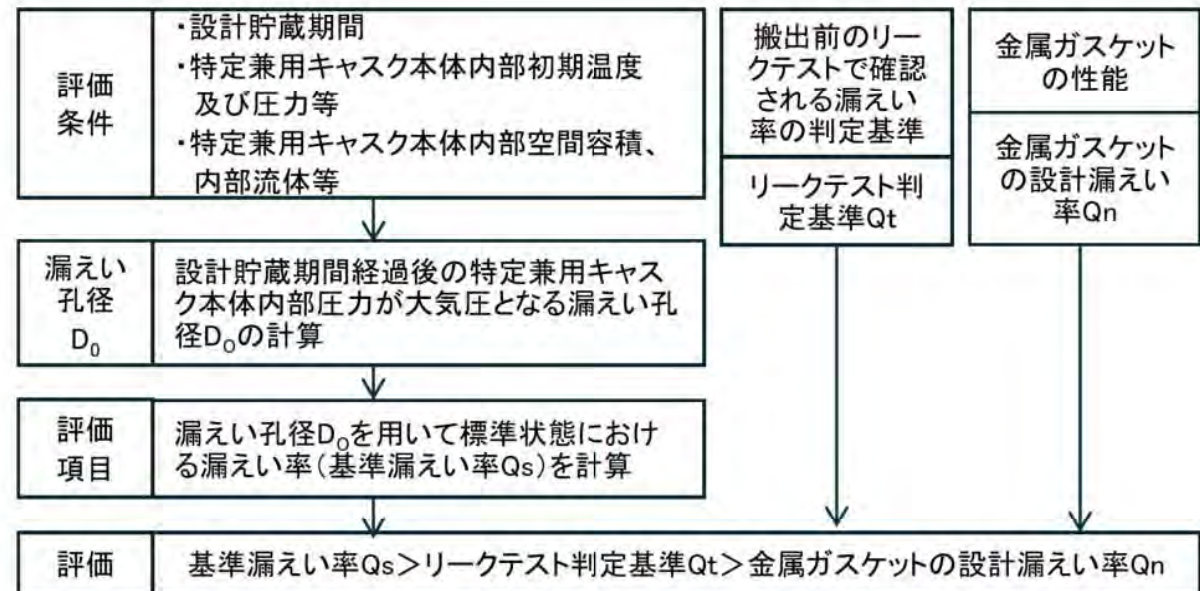 評価
条件
・設計貯蔵期間
・特定兼用キャスク本体内部初期温度
及び圧力等
・特定兼用キャスク本体内部空間容積、
内部流体等
搬出前のリー
クテストで確認
される漏えい
率の判定基準
リークテスト判
定基準Qt
金属ガスケット
の性能
金属ガスケット
の設計漏えい
率Qn
漏えい
孔径
D₀
設計貯蔵期間経過後の特定兼用キャス
ク本体内部圧力が大気圧となる漏えい孔
径D₀の計算
評価
項目
漏えい孔径D₀を用いて標準状態におけ
る漏えい率(基準漏えい率Qs)を計算
評価
基準漏えい率Qs>リークテスト判定基準Qt>金属ガスケットの設計漏えい率Qn